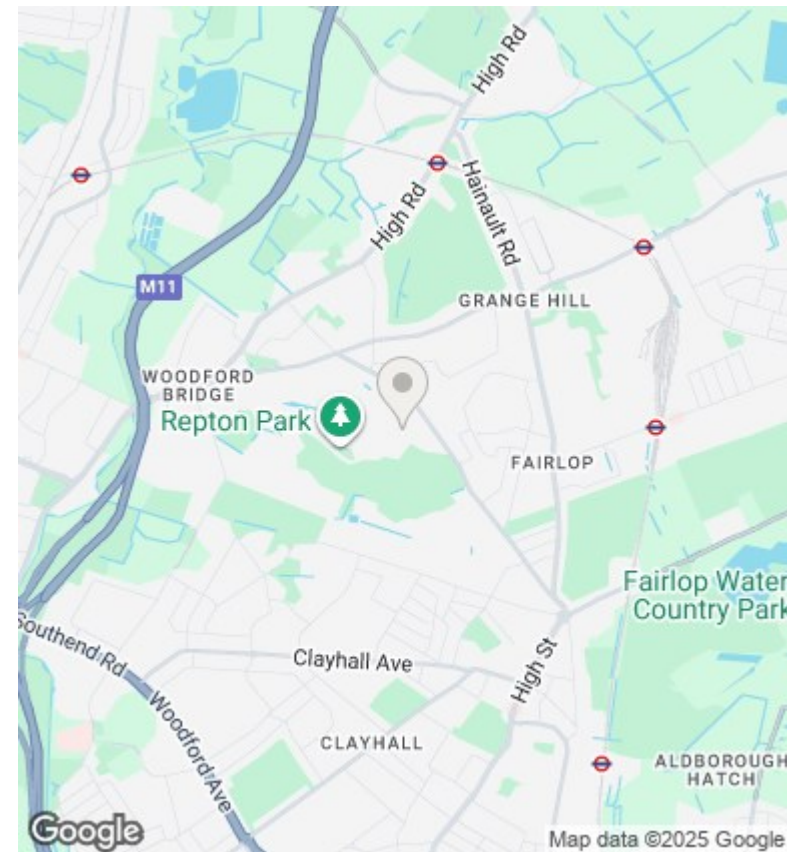 High Rd
High Rd
Hainault Rd
M11
GRANGE HILL
WOODFORD
BRIDGE
Repton Park
FAIRLOP
Fairlop Water
Country Park
Southend Rd
Clayhall Ave
High St
Woodford Ave
CLAYHALL
ALDBOROUGH
HATCH
Google
Map data ©2025 Google